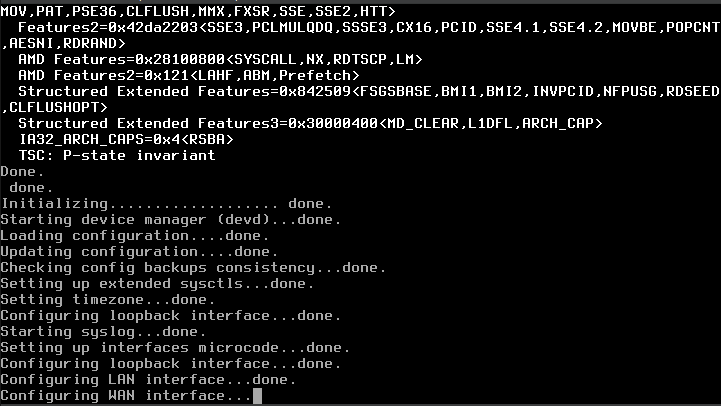 MOV,PAT,PSE36,CLFLUSH,MMX,FXSR,SSE,SSE2,HTT>
Features2=0x42da2203<SSE3,PCLMULQDQ,SSSE3,CX16,PCID,SSE4.1,SSE4.2,MOVBE,POPCNT
,AESNI,RDRAND>
AMD Features=0x28100800<SYSCALL,NX,RDTSCP,LM>
AMD Features2=0x121<LAHF,ABM,Prefetch>
Structured Extended Features=0x842509<FSGSBASE,BMI1,BMI2,INVPCID,NFPUSG,RDSEED
,CLFLUSHOPT>
Structured Extended Features3=0x30000400<MD_CLEAR,L1DFL,ARCH_CAP>
IA32_ARCH_CAPS=0x4<RSBA>
TSC: P-state invariant
Done.
done.
Initializing................... done.
Starting device manager (devd)...done.
Loading configuration....done.
Updating configuration....done.
Checking config backups consistency...done.
Setting up extended sysctls...done.
Setting timezone...done.
Configuring loopback interface...done.
Starting syslog...done.
Setting up interfaces microcode...done.
Configuring loopback interface...done.
Configuring LAN interface...done.
Configuring WAN interface...